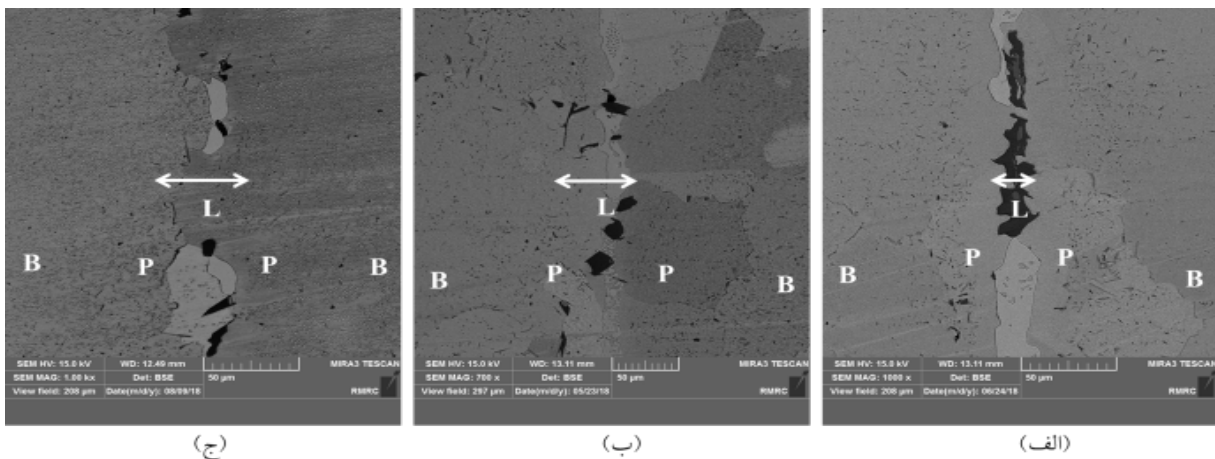 L
B P P B
SEM HV: 15.0 kV WD: 12.49 mm MIRA3 TESCAN
SEM MAG: 1.00 kx Det: BSE 50 µm
View field: 208 µm Date(m/d/y): 08/09/18 RMRC
(ج)
L
B P P B
SEM HV: 15.0 kV WD: 13.11 mm MIRA3 TESCAN
SEM MAG: 700 x Det: BSE 50 µm
View field: 297 µm Date(m/d/y): 05/23/18 RMRC
(ب)
L
P P
B B
SEM HV: 15.0 kV WD: 13.11 mm MIRA3 TESCAN
SEM MAG: 1000 x Det: BSE 50 µm
View field: 208 µm Date(m/d/y): 06/24/18 RMRC
(الف)